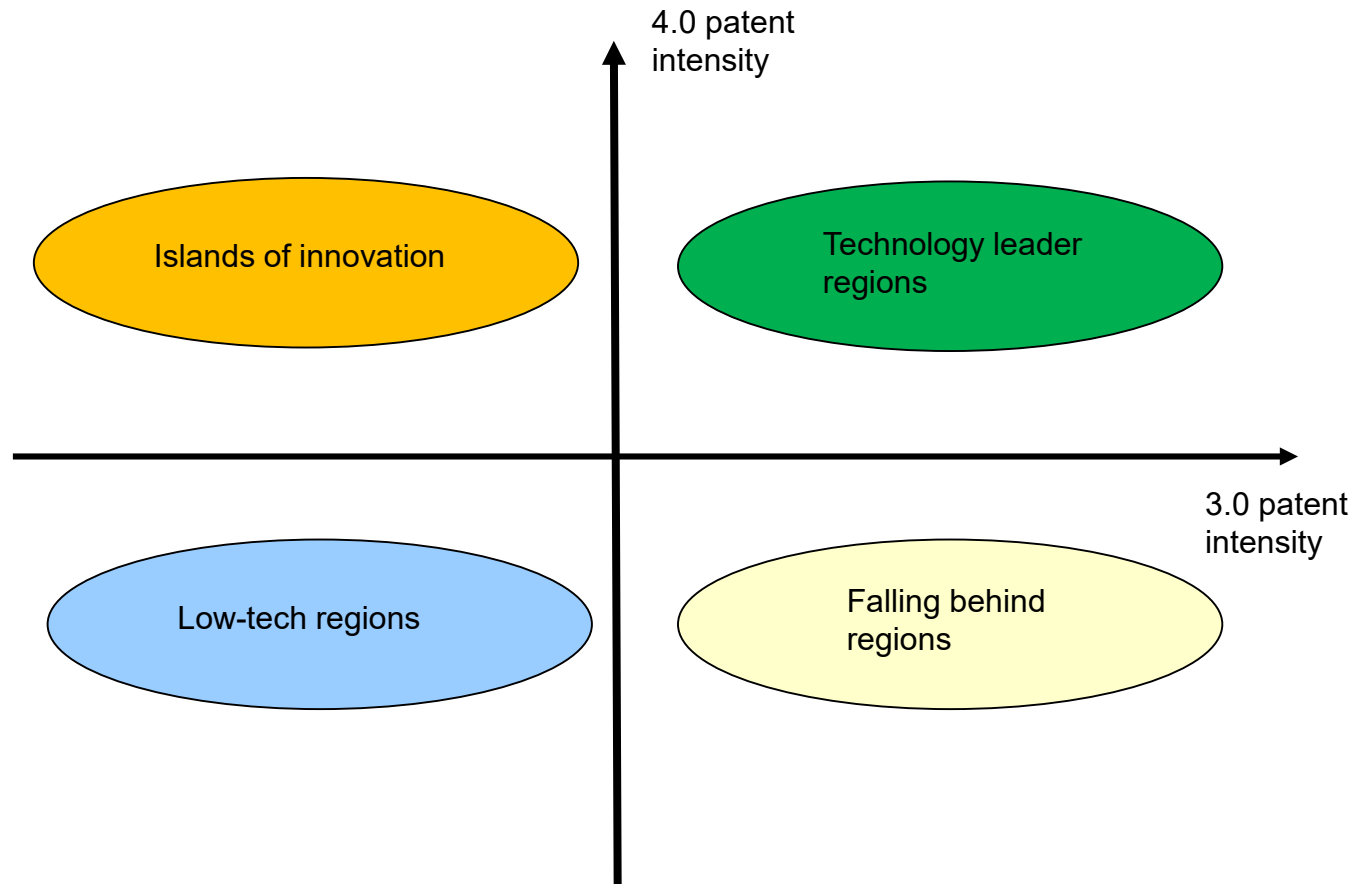 4.0 patent
intensity
Islands of innovation
Technology leader
regions
3.0 patent
intensity
Low-tech regions
Falling behind
regions